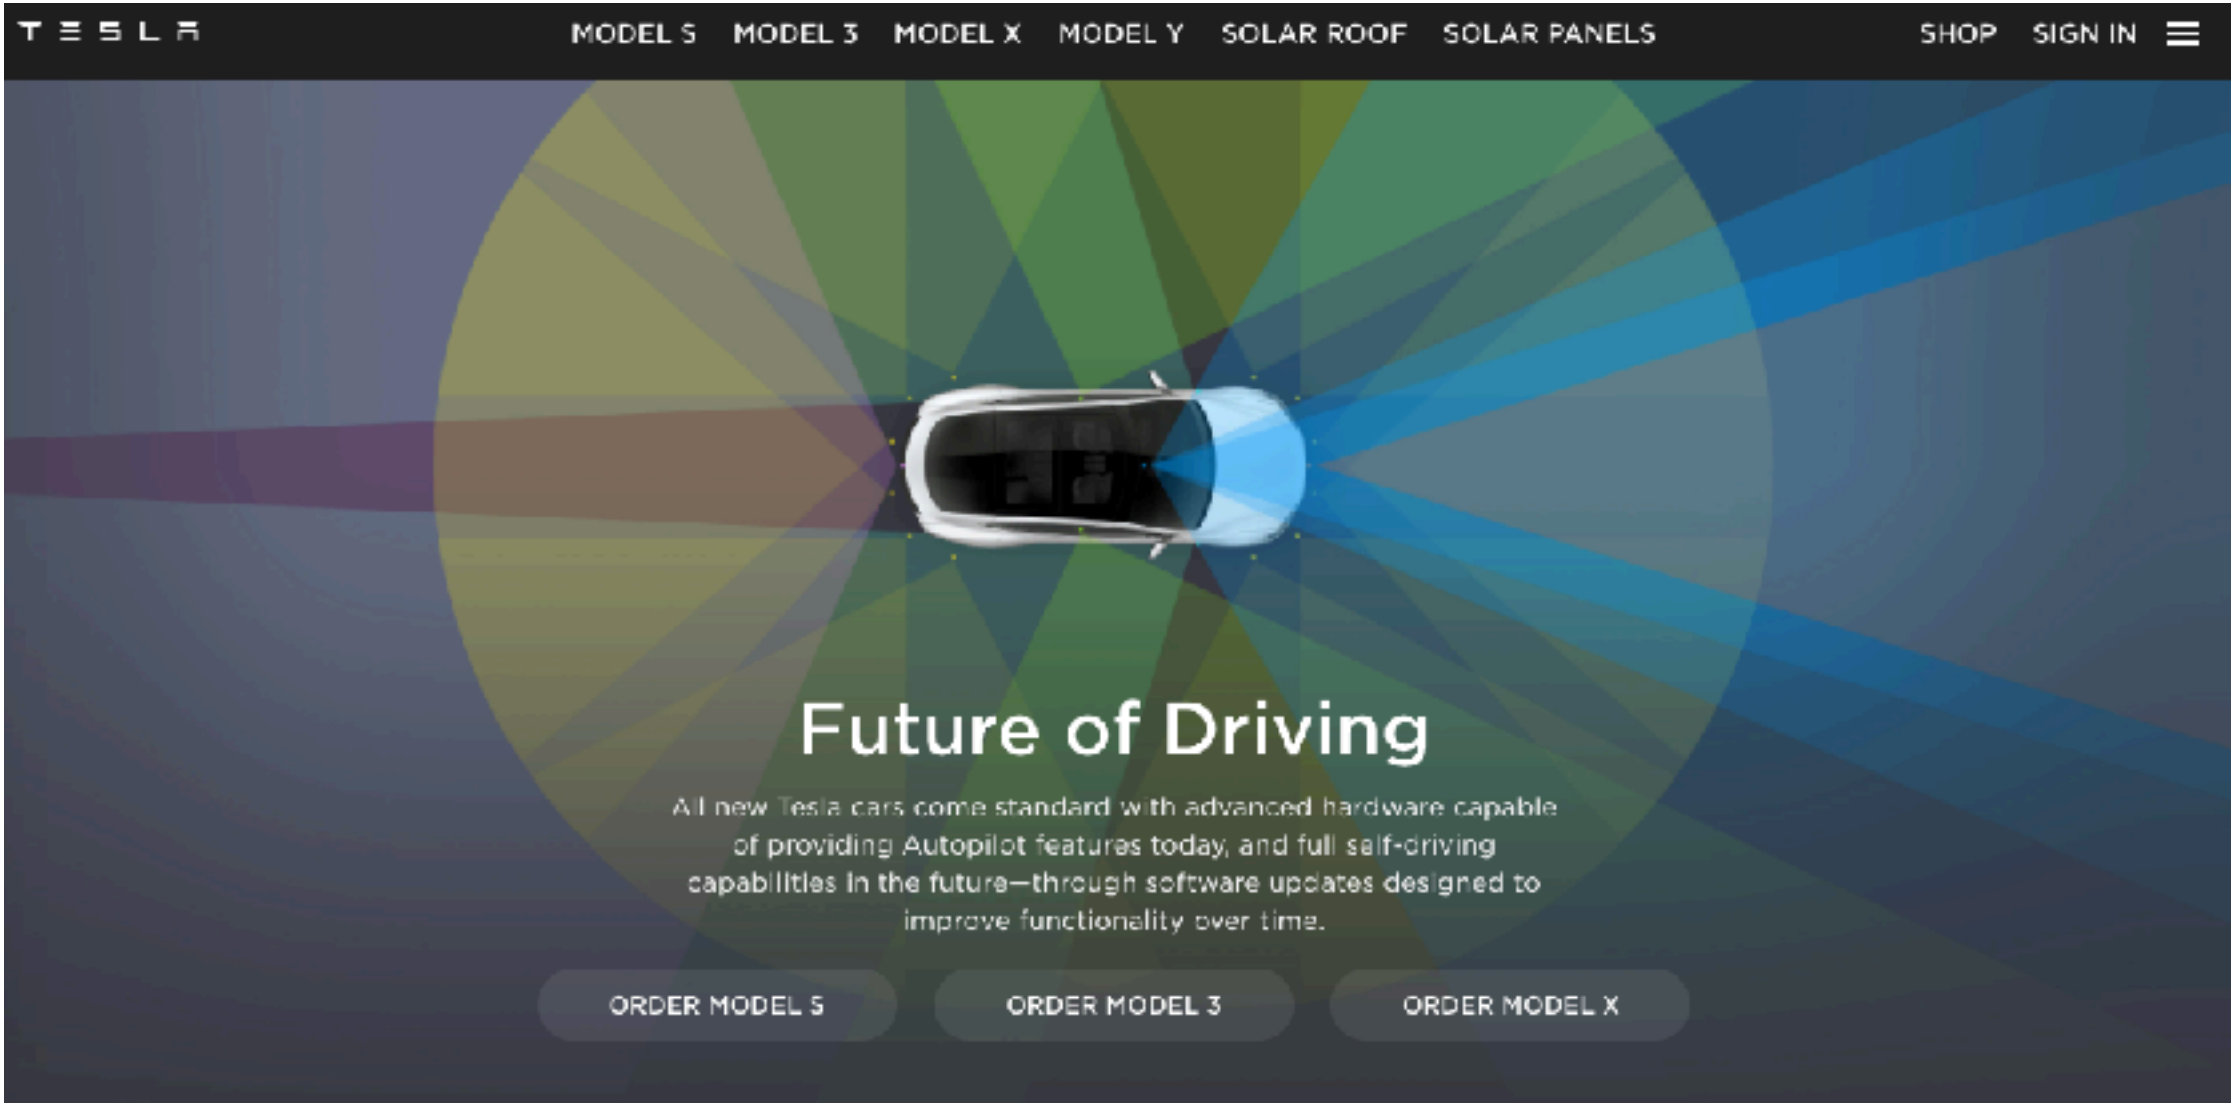 TESLA MODEL S MODEL 3 MODEL X MODEL Y SOLAR ROOF SOLAR PANELS SHOP SIGN IN
Future of Driving
All new Tesla cars come standard with advanced hardware capable
of providing Autopilot features today, and full self-driving
capabilities in the future—through software updates designed to
improve functionality over time.
ORDER MODEL S ORDER MODEL 3 ORDER MODEL X